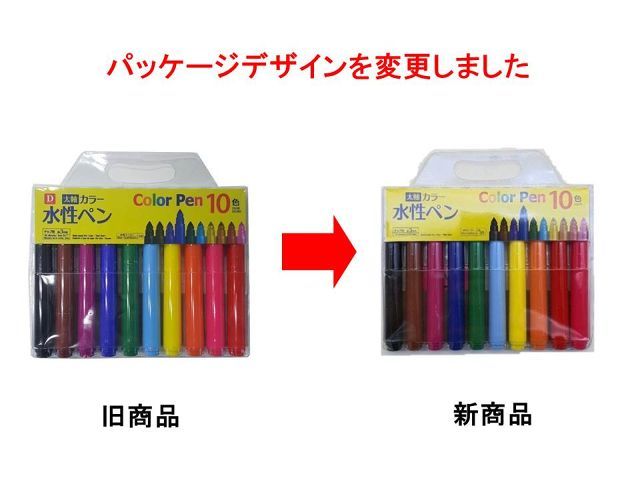 パッケージデザインを変更しました
D 太軸カラー
水性ペン
Color Pen 10色
太軸カラー
水性ペン
Color Pen 10色
旧商品
新商品